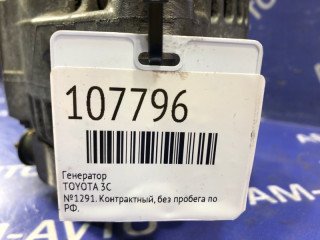 107796
Генератор
TOYOTA 3C
№1291. Контрактный, без пробега по
РФ.